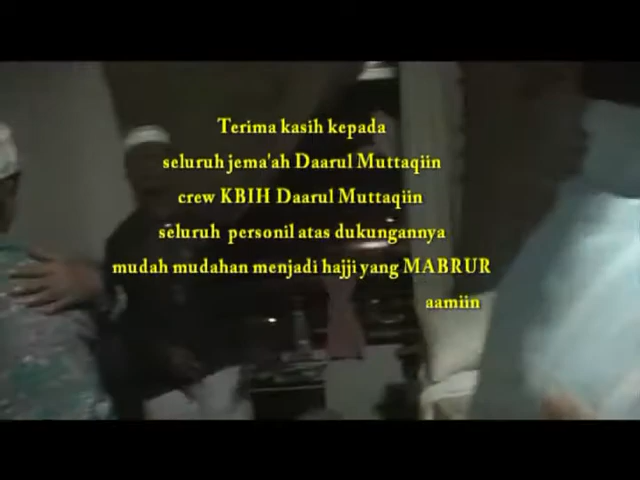 Terima kasih kepada
seluruh jema'ah Daarul Muttaqiin
crew KBIH Daarul Muttaqiin
seluruh personil atas dukungannya
mudah mudahan menjadi hajji yang MABRUR
aamiin